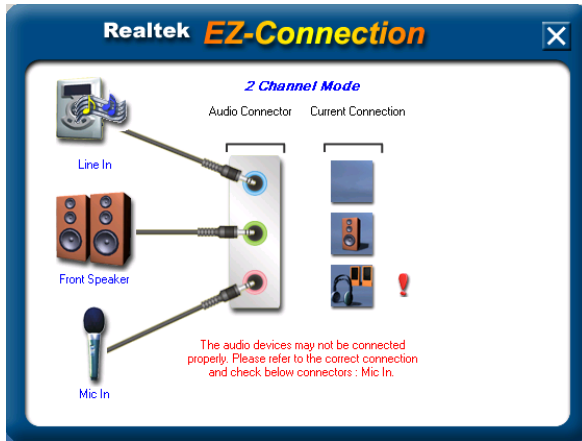 Realtek EZ-Connection
2 Channel Mode
Audio Connector Current Connection
Line In
Front Speaker
Mic In
The audio devices may not be connected
properly. Please refer to the correct connection
and check below connectors : Mic In.